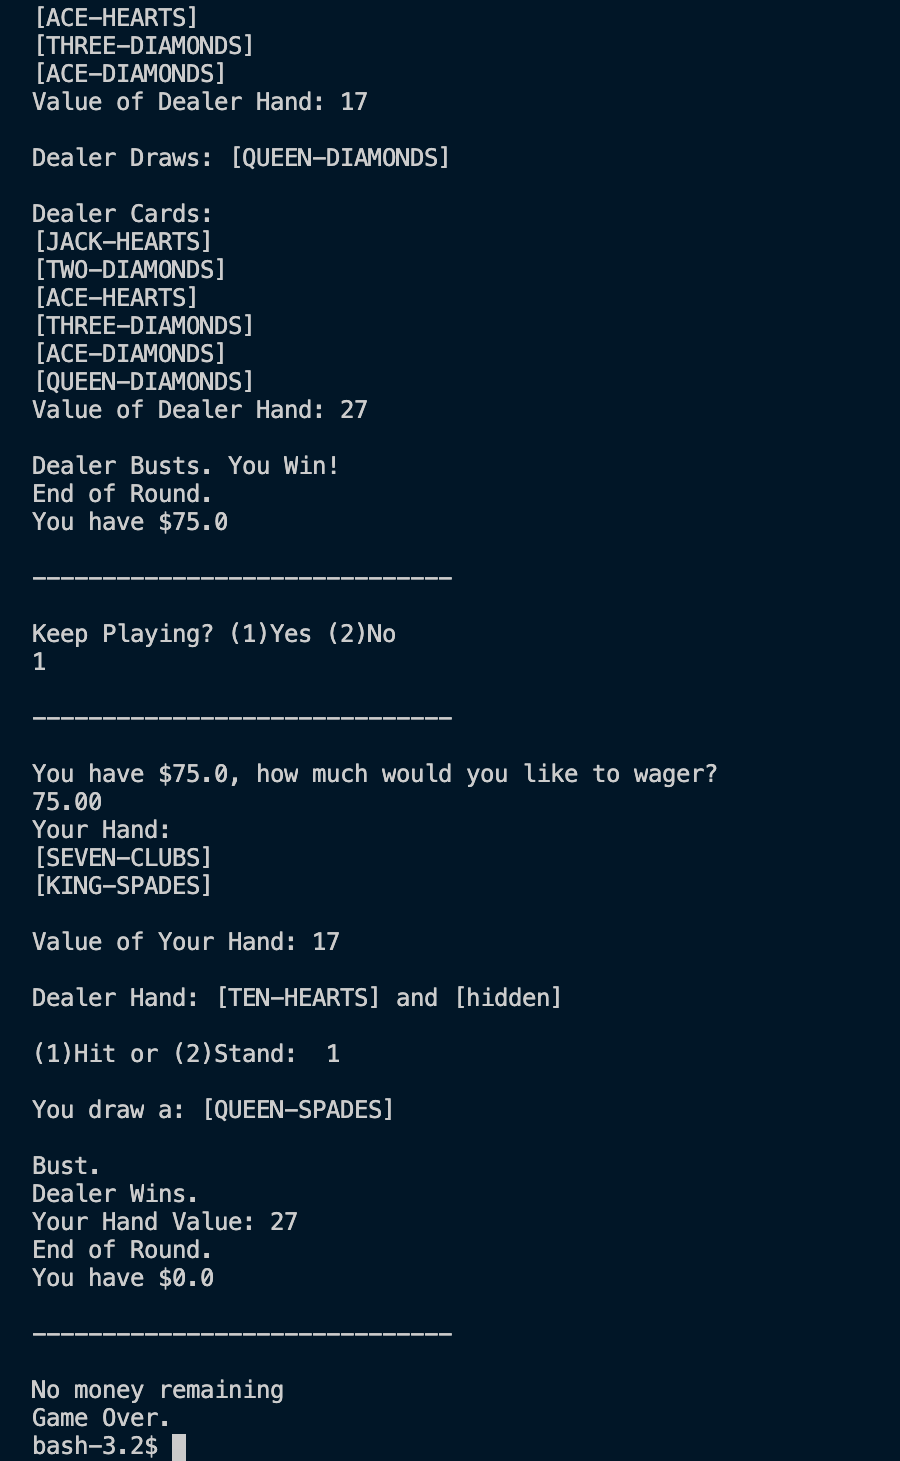 [ACE-HEARTS]
[THREE-DIAMONDS]
[ACE-DIAMONDS]
Value of Dealer Hand: 17
Dealer Draws: [QUEEN-DIAMONDS]
Dealer Cards:
[JACK-HEARTS]
[TWO-DIAMONDS]
[ACE-HEARTS]
[THREE-DIAMONDS]
[ACE-DIAMONDS]
[QUEEN-DIAMONDS]
Value of Dealer Hand: 27
Dealer Busts. You Win!
End of Round.
You have $75.0
------------------------------
Keep Playing? (1)Yes (2)No
1
------------------------------
You have $75.0, how much would you like to wager?
75.00
Your Hand:
[SEVEN-CLUBS]
[KING-SPADES]
Value of Your Hand: 17
Dealer Hand: [TEN-HEARTS] and [hidden]
(1)Hit or (2)Stand:  1
You draw a: [QUEEN-SPADES]
Bust.
Dealer Wins.
Your Hand Value: 27
End of Round.
You have $0.0
------------------------------
No money remaining
Game Over.
bash-3.2$